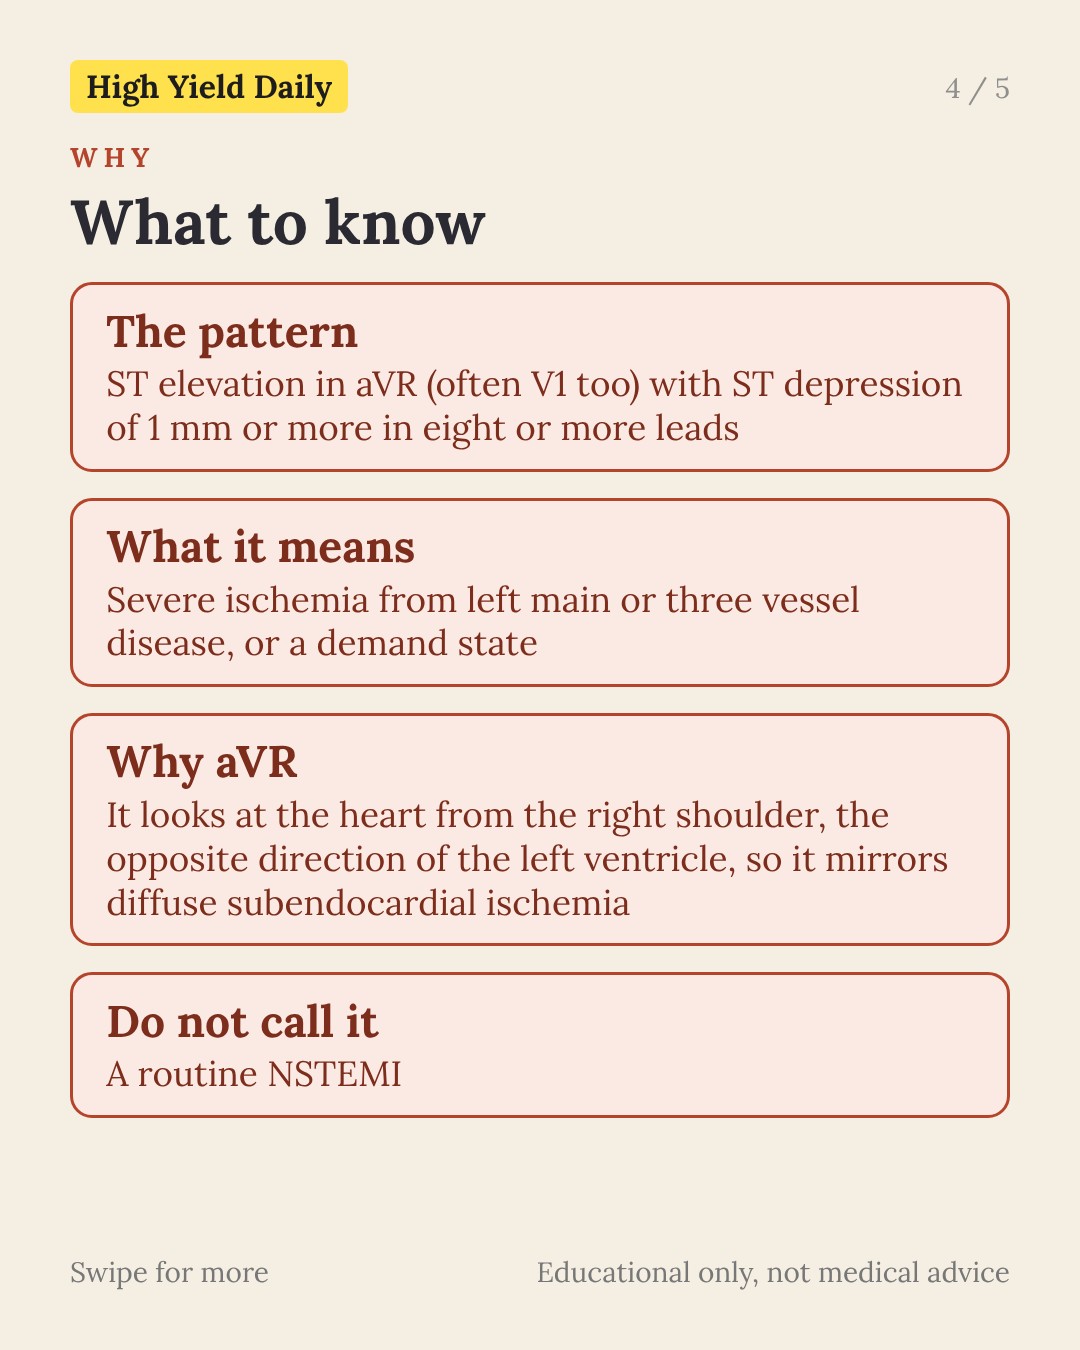 High Yield Daily
4 / 5
WHY
What to know
The pattern
ST elevation in aVR (often V1 too) with ST depression
of 1 mm or more in eight or more leads
What it means
Severe ischemia from left main or three vessel
disease, or a demand state
Why aVR
It looks at the heart from the right shoulder, the
opposite direction of the left ventricle, so it mirrors
diffuse subendocardial ischemia
Do not call it
A routine NSTEMI
Swipe for more
Educational only, not medical advice